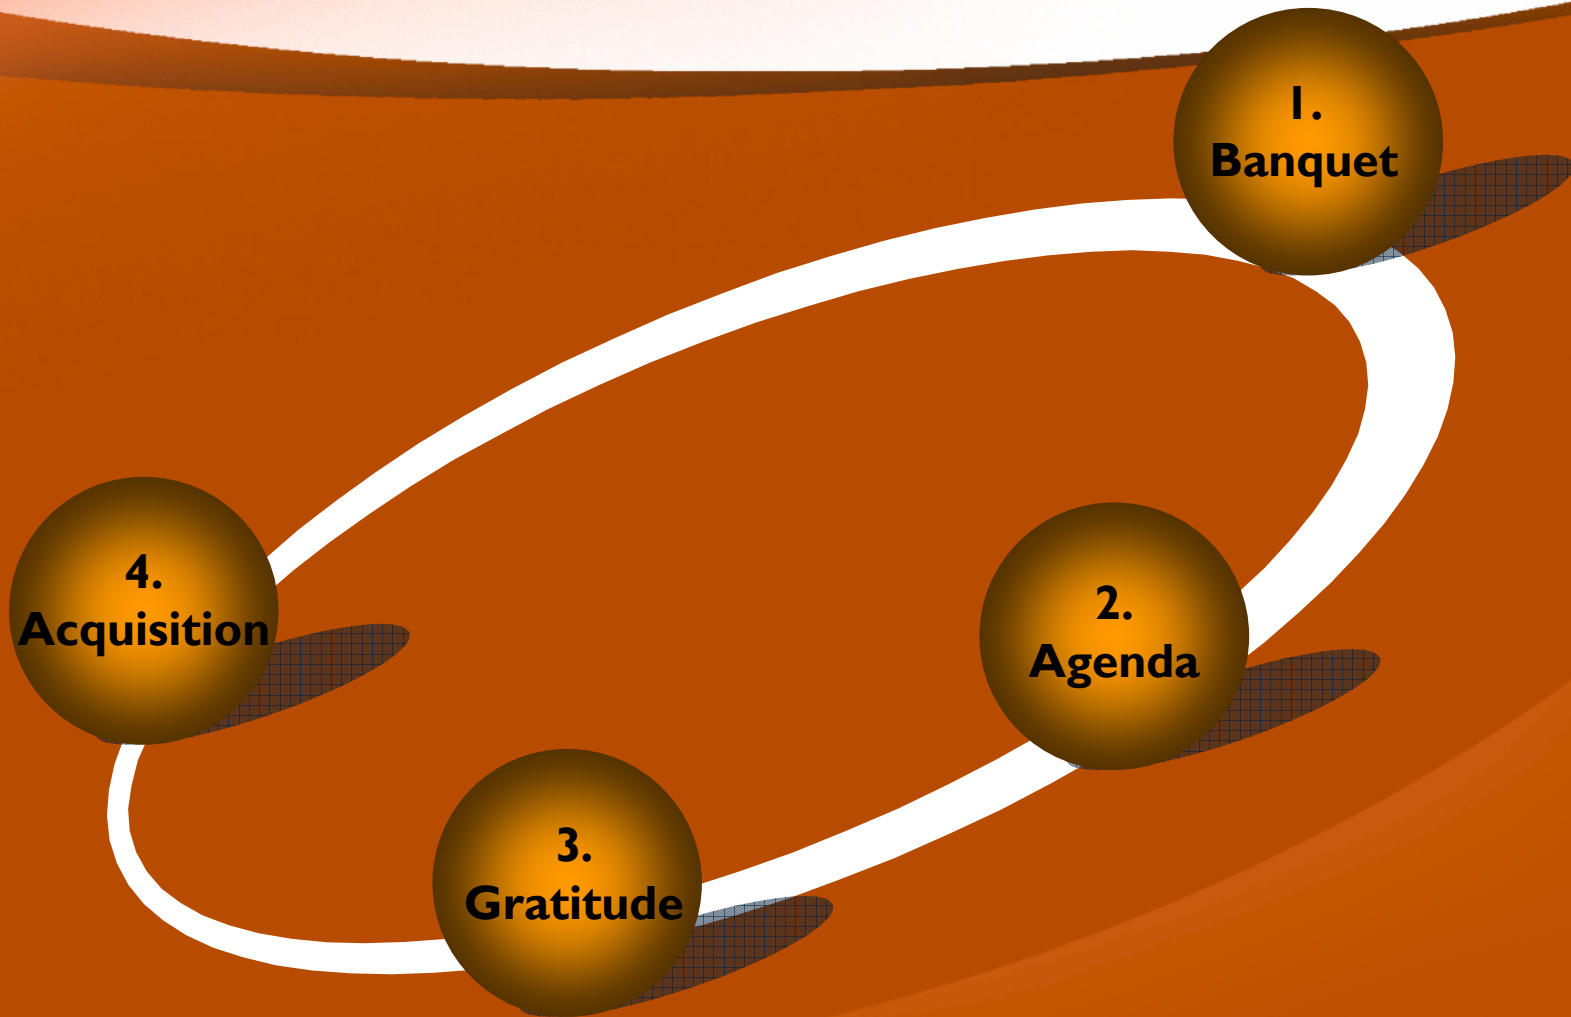 1.
Banquet
2.
Agenda
3.
Gratitude
4.
Acquisition